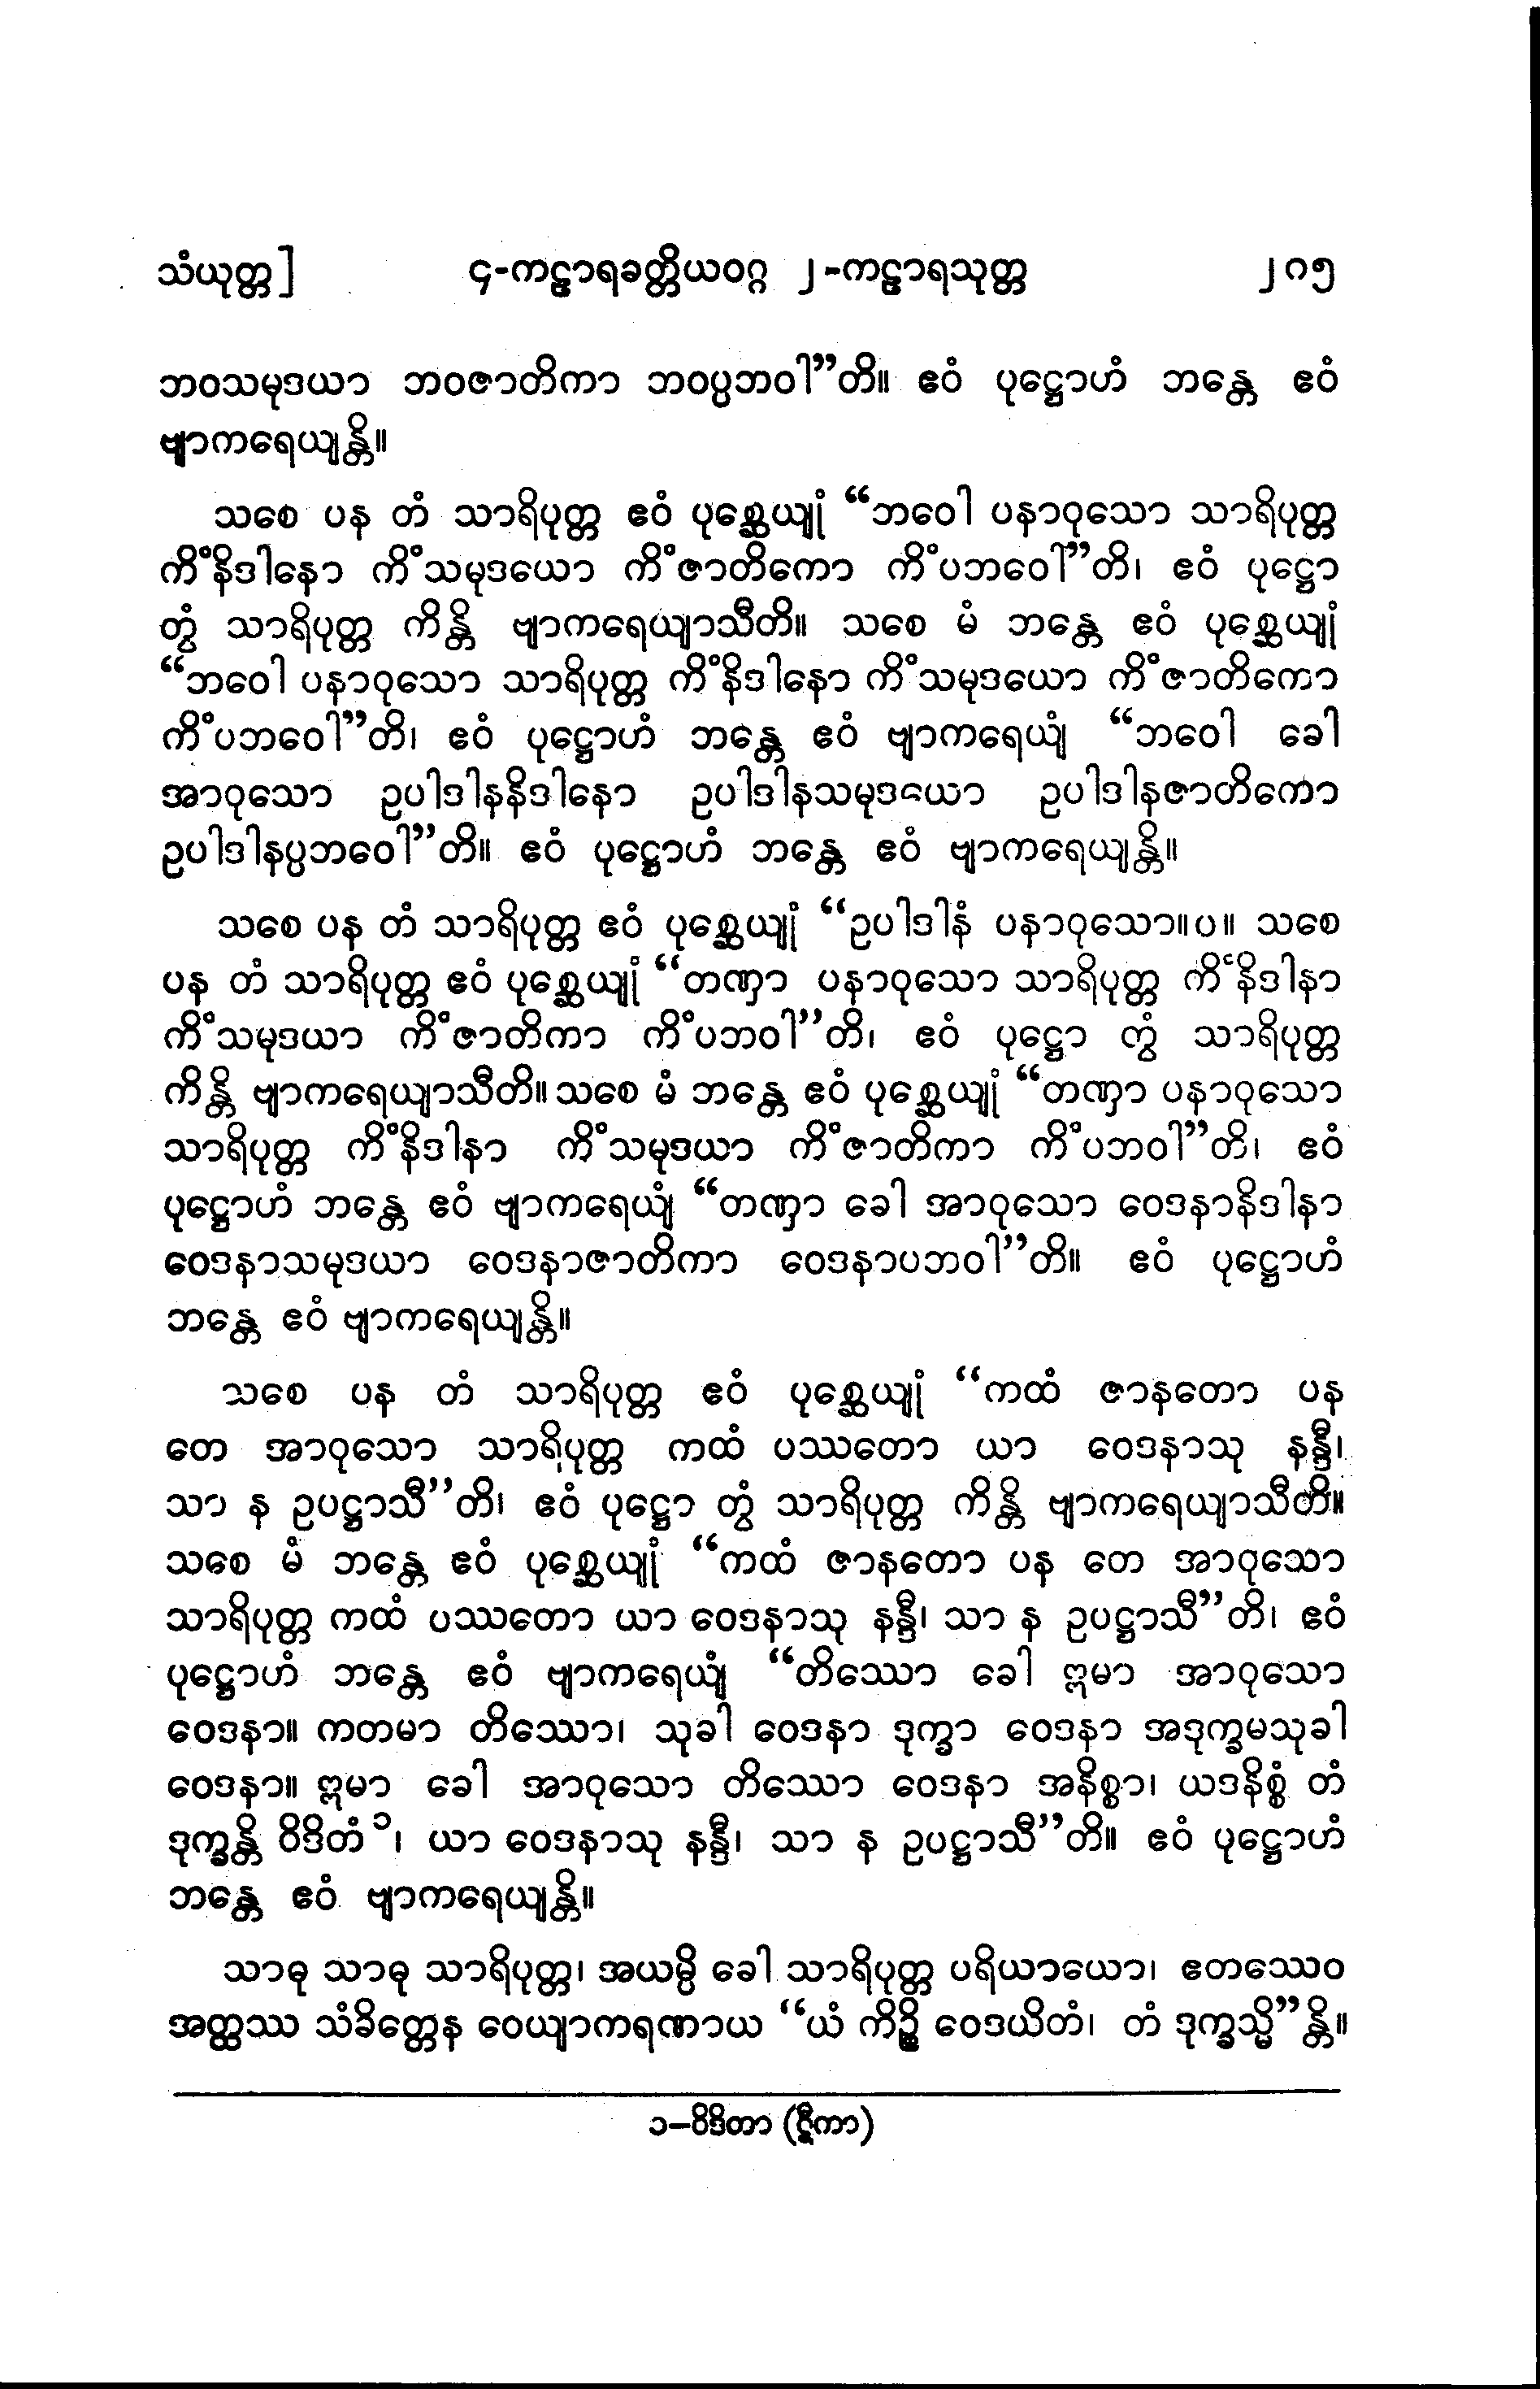 သံယုတ္တ] ၄-ကဠာရခတ္တိယဝဂ္ဂ ၂-ကဠာရသုတ္တ ၂၈၅
ဘဝသမုဒယာ ဘဝဇာတိကာ ဘဝပ္ပဘဝါ”တိ။ ဧဝံ ပုဋ္ဌောဟံ ဘန္တေ ဧဝံ
ဗျာကရေယျန္တိ။
သစေ ပန တံ သာရိပုတ္တ ဧဝံ ပုစ္ဆေယျုံ “ဘဝေါ ပနာဝုသော သာရိပုတ္တ
ကိံနိဒါနော ကိံသမုဒယော ကိံဇာတိကော ကိံပဘဝေါ”တိ၊ ဧဝံ ပုဋ္ဌော
တွံ သာရိပုတ္တ ကိန္တိ ဗျာကရေယျာသီတိ။ သစေ မံ ဘန္တေ ဧဝံ ပုစ္ဆေယျုံ
“ဘဝေါ ပနာဝုသော သာရိပုတ္တ ကိံနိဒါနော ကိံသမုဒယော ကိံဇာတိကော
ကိံပဘဝေါ”တိ၊ ဧဝံ ပုဋ္ဌောဟံ ဘန္တေ ဧဝံ ဗျာကရေယျံ “ဘဝေါ ခေါ
အာဝုသော ဥပါဒါနနိဒါနော ဥပါဒါနသမုဒယော ဥပါဒါနဇာတိကော
ဥပါဒါနပ္ပဘဝေါ”တိ။ ဧဝံ ပုဋ္ဌောဟံ ဘန္တေ ဧဝံ ဗျာကရေယျန္တိ။
သစေ ပန တံ သာရိပုတ္တ ဧဝံ ပုစ္ဆေယျုံ “ဥပါဒါနံ ပနာဝုသော။ပ။ သစေ
ပန တံ သာရိပုတ္တ ဧဝံ ပုစ္ဆေယျုံ “တဏှာ ပနာဝုသော သာရိပုတ္တ ကိံနိဒါနာ
ကိံသမုဒယာ ကိံဇာတိကာ ကိံပဘဝါ”တိ၊ ဧဝံ ပုဋ္ဌော တွံ သာရိပုတ္တ
ကိန္တိ ဗျာကရေယျာသီတိ။ သစေ မံ ဘန္တေ ဧဝံ ပုစ္ဆေယျုံ “တဏှာ ပနာဝုသော
သာရိပုတ္တ ကိံနိဒါနာ ကိံသမုဒယာ ကိံဇာတိကာ ကိံပဘဝါ”တိ၊ ဧဝံ
ပုဋ္ဌောဟံ ဘန္တေ ဧဝံ ဗျာကရေယျံ “တဏှာ ခေါ အာဝုသော ဝေဒနာနိဒါနာ
ဝေဒနာသမုဒယာ ဝေဒနာဇာတိကာ ဝေဒနာပဘဝါ”တိ။ ဧဝံ ပုဋ္ဌောဟံ
ဘန္တေ ဧဝံ ဗျာကရေယျန္တိ။
သစေ ပန တံ သာရိပုတ္တ ဧဝံ ပုစ္ဆေယျုံ “ကထံ ဇာနတော ပန
တေ အာဝုသော သာရိပုတ္တ ကထံ ပဿတော ယာ ဝေဒနာသု နန္ဒီ၊
သာ န ဥပဋ္ဌာသီ”တိ၊ ဧဝံ ပုဋ္ဌော တွံ သာရိပုတ္တ ကိန္တိ ဗျာကရေယျာသီတိ။
သစေ မံ ဘန္တေ ဧဝံ ပုစ္ဆေယျုံ “ကထံ ဇာနတော ပန တေ အာဝုသော
သာရိပုတ္တ ကထံ ပဿတော ယာ ဝေဒနာသု နန္ဒီ၊ သာ န ဥပဋ္ဌာသီ”တိ၊ ဧဝံ
ပုဋ္ဌောဟံ ဘန္တေ ဧဝံ ဗျာကရေယျံ “တိဿော ခေါ ဣမာ အာဝုသော
ဝေဒနာ။ ကတမာ တိဿော၊ သုခါ ဝေဒနာ ဒုက္ခာ ဝေဒနာ အဒုက္ခမသုခါ
ဝေဒနာ။ ဣမာ ခေါ အာဝုသော တိဿော ဝေဒနာ အနိစ္စာ၊ ယဒနိစ္စံ တံ
ဒုက္ခန္တိ ဝိဒိတံ၁၊ ယာ ဝေဒနာသု နန္ဒီ၊ သာ န ဥပဋ္ဌာသီ”တိ။ ဧဝံ ပုဋ္ဌောဟံ
ဘန္တေ ဧဝံ ဗျာကရေယျန္တိ။
သာဓု သာဓု သာရိပုတ္တ၊ အယမ္ပိ ခေါ သာရိပုတ္တ ပရိယာယော၊ ဧတဿေဝ
အတ္ထဿ သံခိတ္တေန ဝေယျာကရဏာယ “ယံ ကိဉ္စိ ဝေဒယိတံ၊ တံ ဒုက္ခသ္မိ”န္တိ။
၁-ဝိဒိတာ (ဋီကာ)